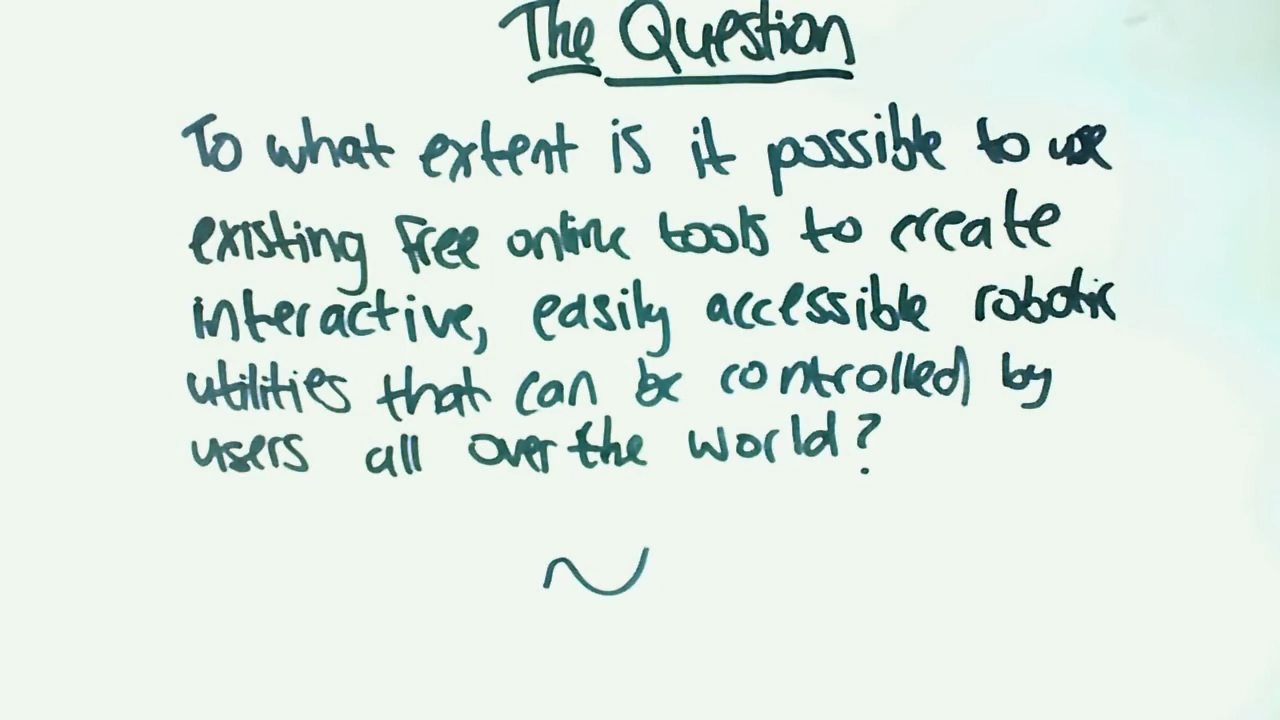 The Question
To what extent is it possible to use
existing free online tools to create
interactive, easily accessible robotic
utilities that can be controlled by
users all over the world?
~